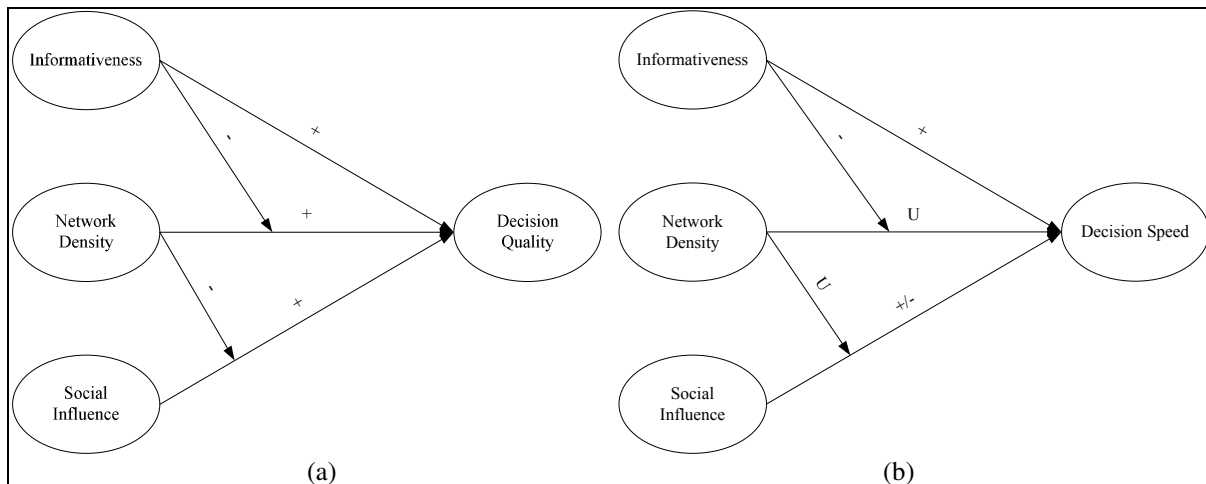 Informativeness
-
+
Network
Density
+
Decision
Quality
-
+
Social
Influence
(a)
Informativeness
-
+
Network
Density
U
Decision Speed
U
+/-
Social
Influence
(b)